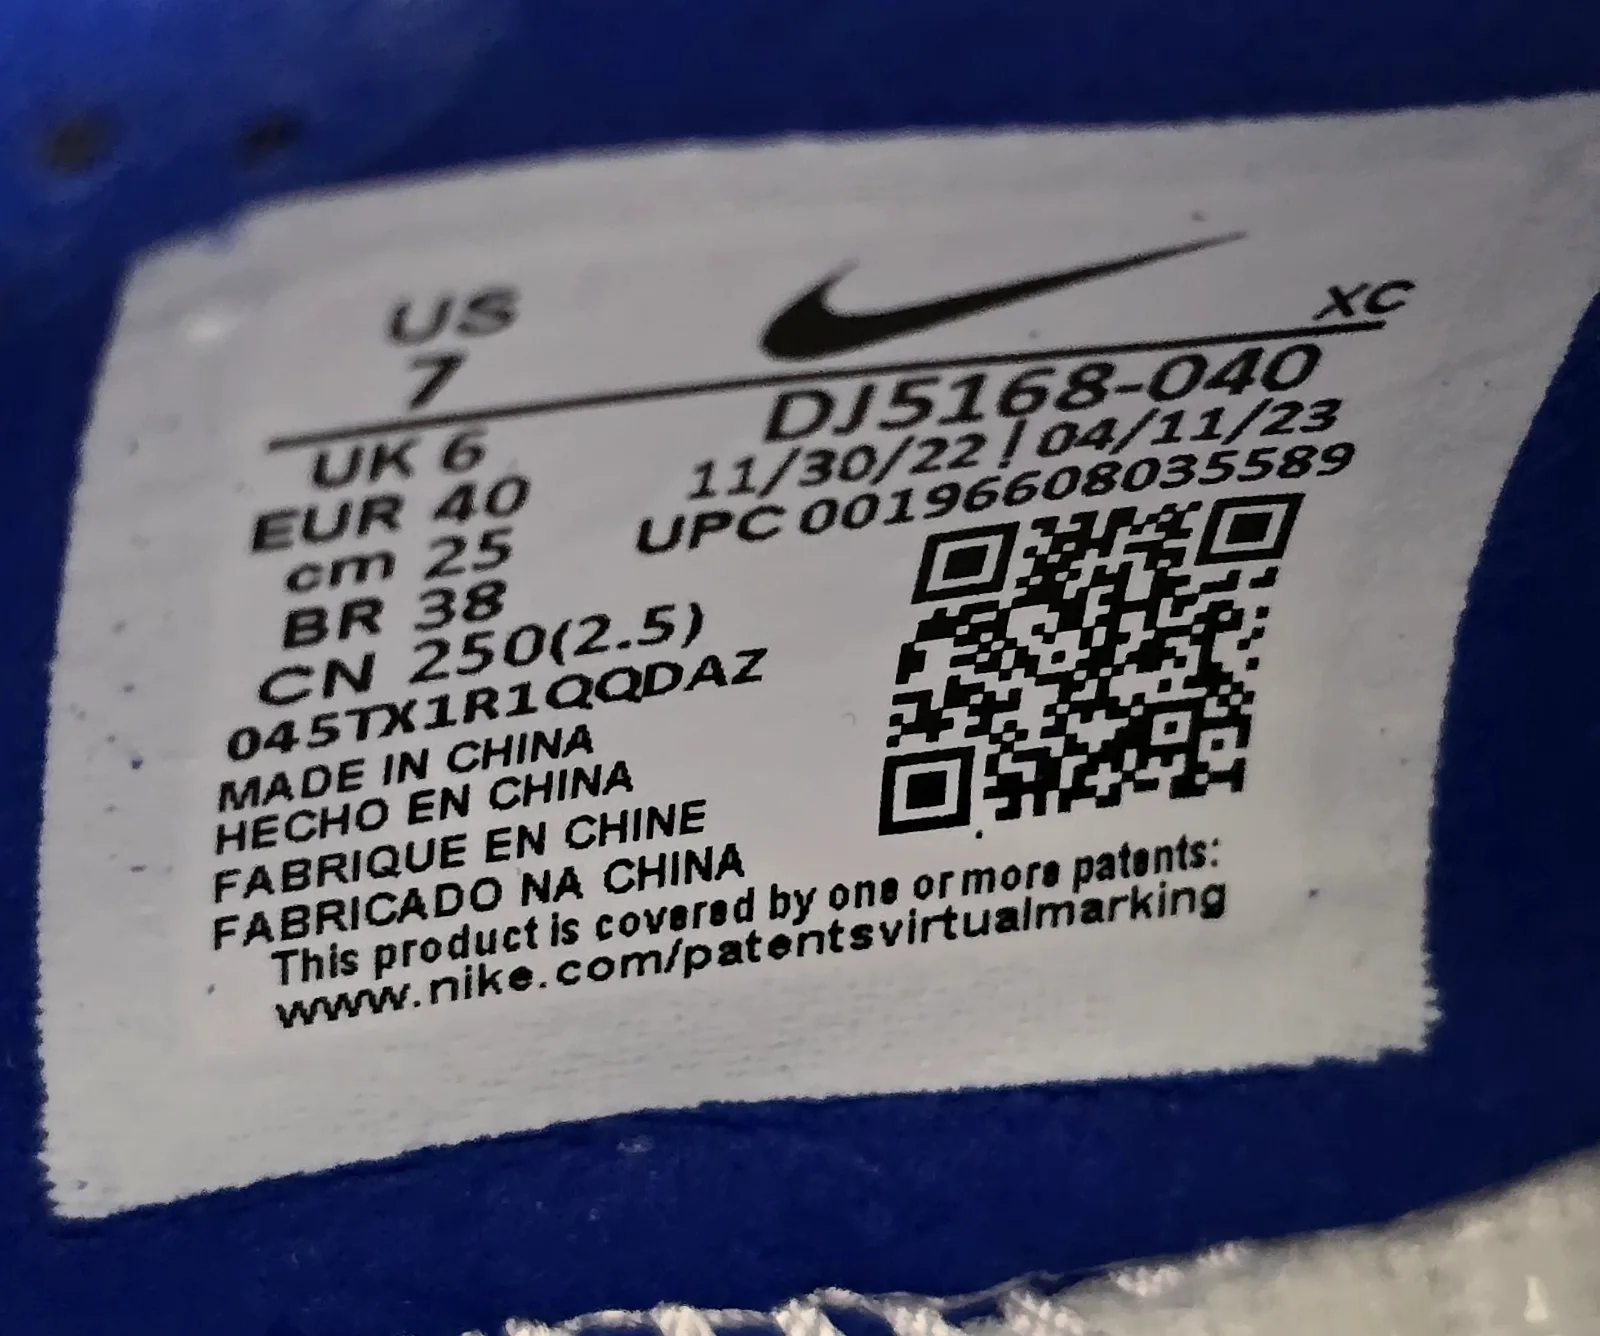 US
7
XC
UK 6
EUR 40
cm 25
BR 38
CN 250(2.5)
DJ5168-040
11/30/22 ! 04/11/23
UPC 00196608035589
045TX1R1QQDAZ
MADE IN CHINA
HECHO EN CHINA
FABRIQUE EN CHINE
FABRICADO NA CHINA
This product is covered by one or more patents:
www.nike.com/patentsvirtualmarking